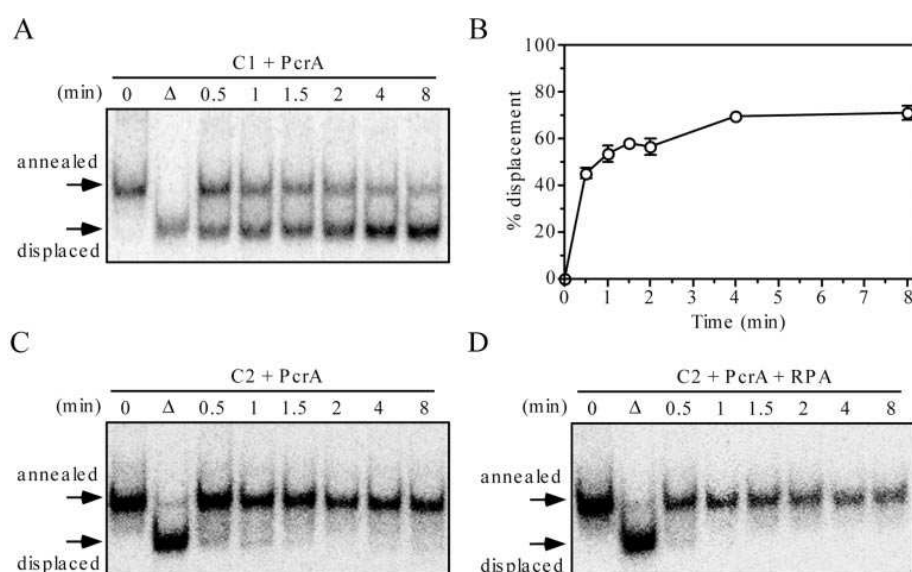 A
C1 + PcrA
(min) 0 Δ 0.5 1 1.5 2 4 8
annealed
displaced
B
100
80
60
40
20
0
% displacement
0 1 2 3 4 5 6 7 8
Time (min)
C
C2 + PcrA
(min) 0 Δ 0.5 1 1.5 2 4 8
annealed
displaced
D
C2 + PcrA + RPA
(min) 0 Δ 0.5 1 1.5 2 4 8
annealed
displaced